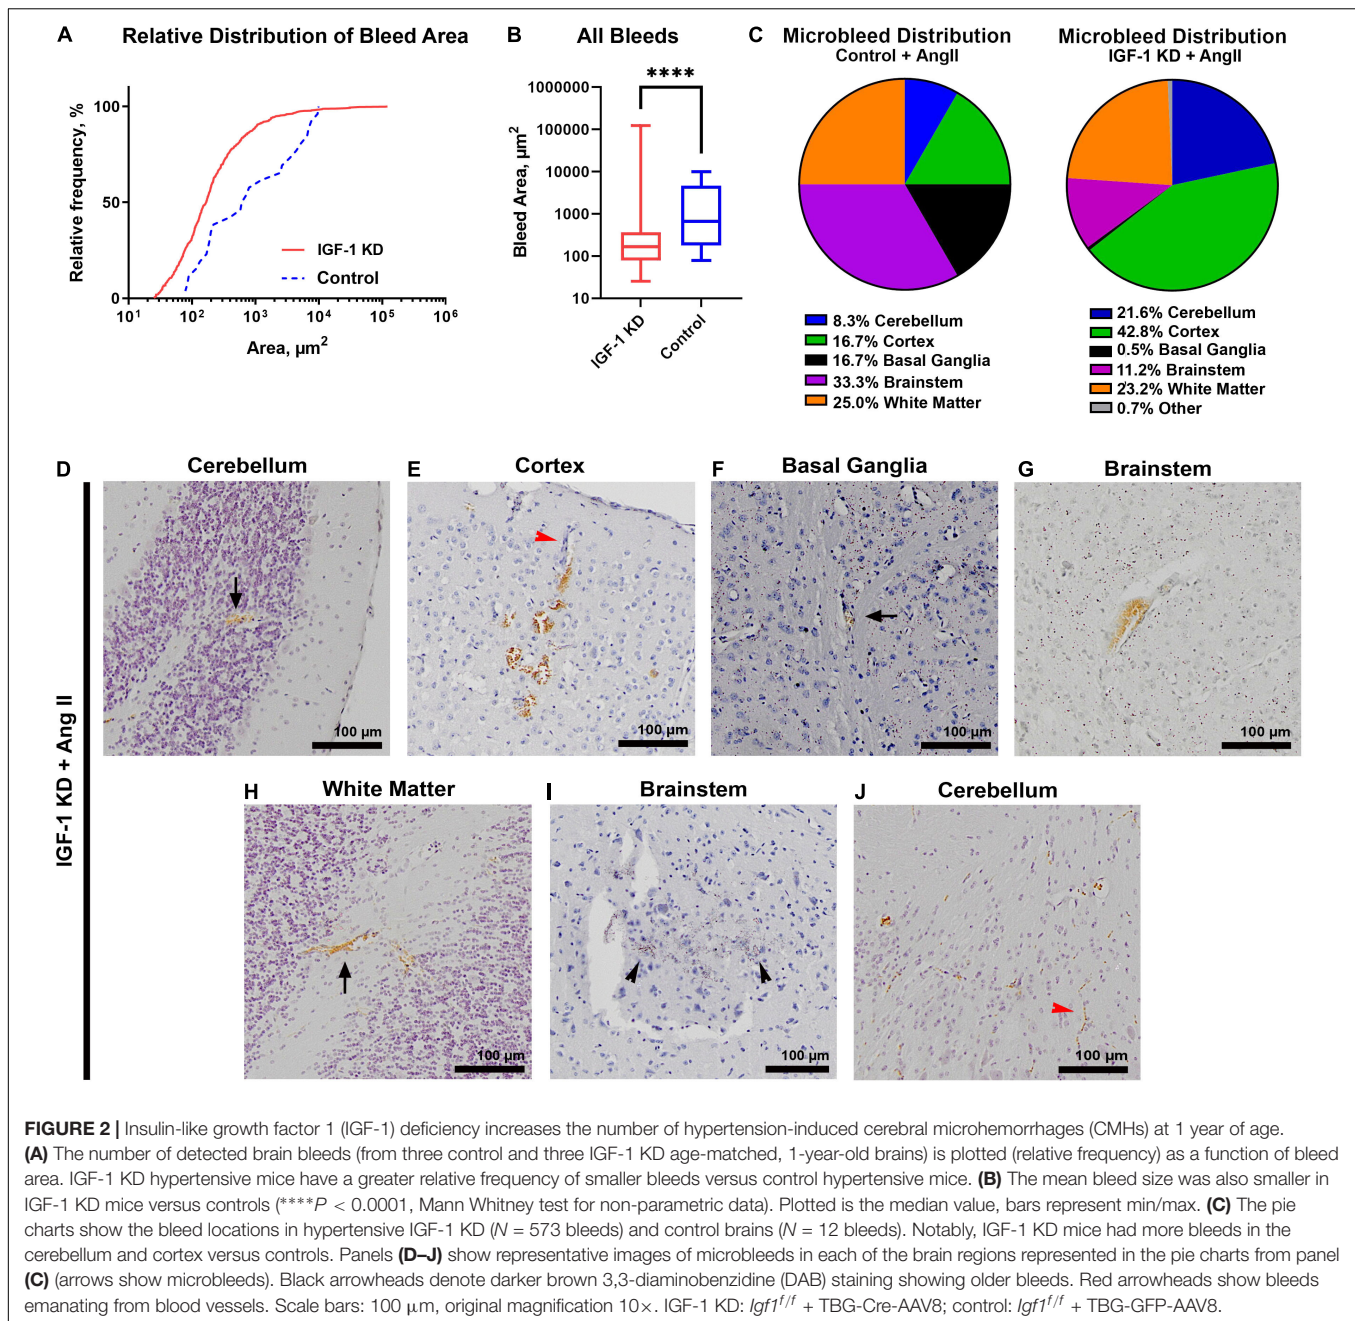 A
Relative Distribution of Bleed Area
Relative frequency, %
100
50
0
10¹ 10² 10³ 10⁴ 10⁵ 10⁶
Area, µm²
IGF-1 KD
Control
B
All Bleeds
****
Bleed Area, µm²
1000000
100000
10000
1000
100
10
IGF-1 KD
Control
C
Microbleed Distribution
Control + AngII
8.3% Cerebellum
16.7% Cortex
16.7% Basal Ganglia
33.3% Brainstem
25.0% White Matter
Microbleed Distribution
IGF-1 KD + AngII
21.6% Cerebellum
42.8% Cortex
0.5% Basal Ganglia
11.2% Brainstem
23.2% White Matter
0.7% Other
IGF-1 KD + Ang II
D
Cerebellum
100 µm
E
Cortex
100 µm
F
Basal Ganglia
100 µm
G
Brainstem
100 µm
H
White Matter
100 µm
I
Brainstem
100 µm
J
Cerebellum
100 µm
FIGURE 2 | Insulin-like growth factor 1 (IGF-1) deficiency increases the number of hypertension-induced cerebral microhemorrhages (CMHs) at 1 year of age.
(A) The number of detected brain bleeds (from three control and three IGF-1 KD age-matched, 1-year-old brains) is plotted (relative frequency) as a function of bleed
area. IGF-1 KD hypertensive mice have a greater relative frequency of smaller bleeds versus control hypertensive mice. (B) The mean bleed size was also smaller in
IGF-1 KD mice versus controls (****P < 0.0001, Mann Whitney test for non-parametric data). Plotted is the median value, bars represent min/max. (C) The pie
charts show the bleed locations in hypertensive IGF-1 KD (N = 573 bleeds) and control brains (N = 12 bleeds). Notably, IGF-1 KD mice had more bleeds in the
cerebellum and cortex versus controls. Panels (D–J) show representative images of microbleeds in each of the brain regions represented in the pie charts from panel
(C) (arrows show microbleeds). Black arrowheads denote darker brown 3,3-diaminobenzidine (DAB) staining showing older bleeds. Red arrowheads show bleeds
emanating from blood vessels. Scale bars: 100 µm, original magnification 10×. IGF-1 KD: Igf1f/f + TBG-Cre-AAV8; control: Igf1f/f + TBG-GFP-AAV8.